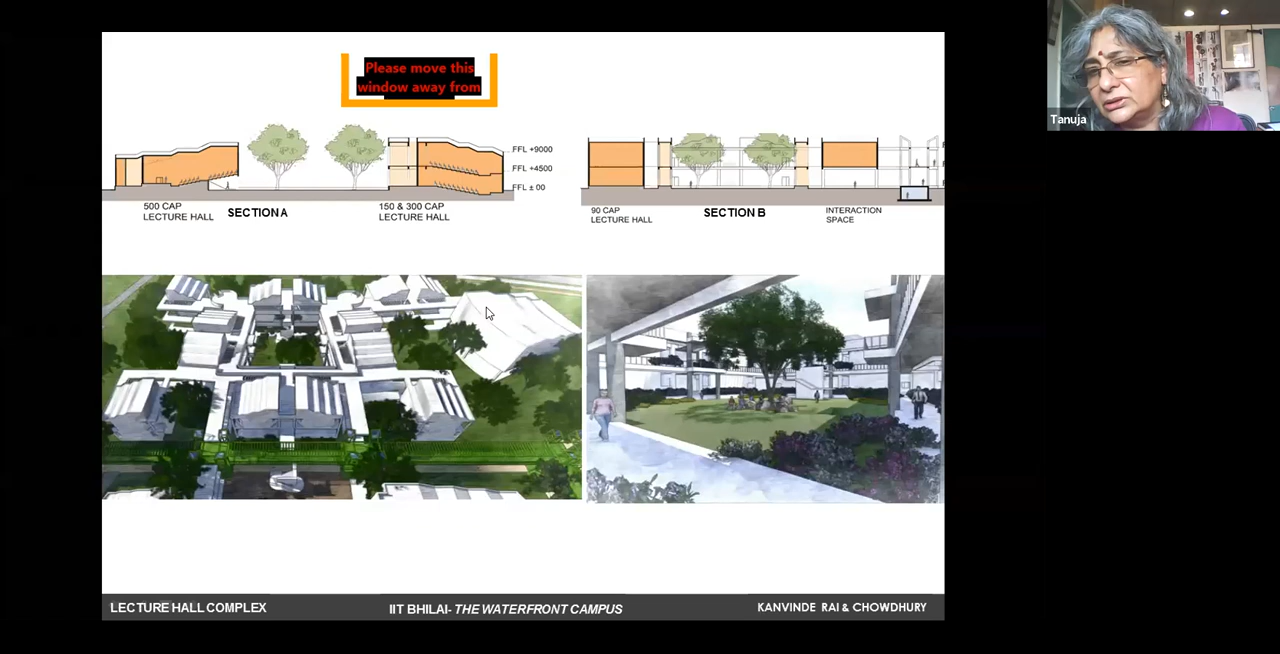 Please move this
window away from
Tanuja
FFL +9000
FFL +4500
FFL ± 00
500 CAP
LECTURE HALL
SECTION A
150 & 300 CAP
LECTURE HALL
90 CAP
LECTURE HALL
SECTION B
INTERACTION
SPACE
LECTURE HALL COMPLEX
IIT BHILAI- THE WATERFRONT CAMPUS
KANVINDE RAI & CHOWDHURY